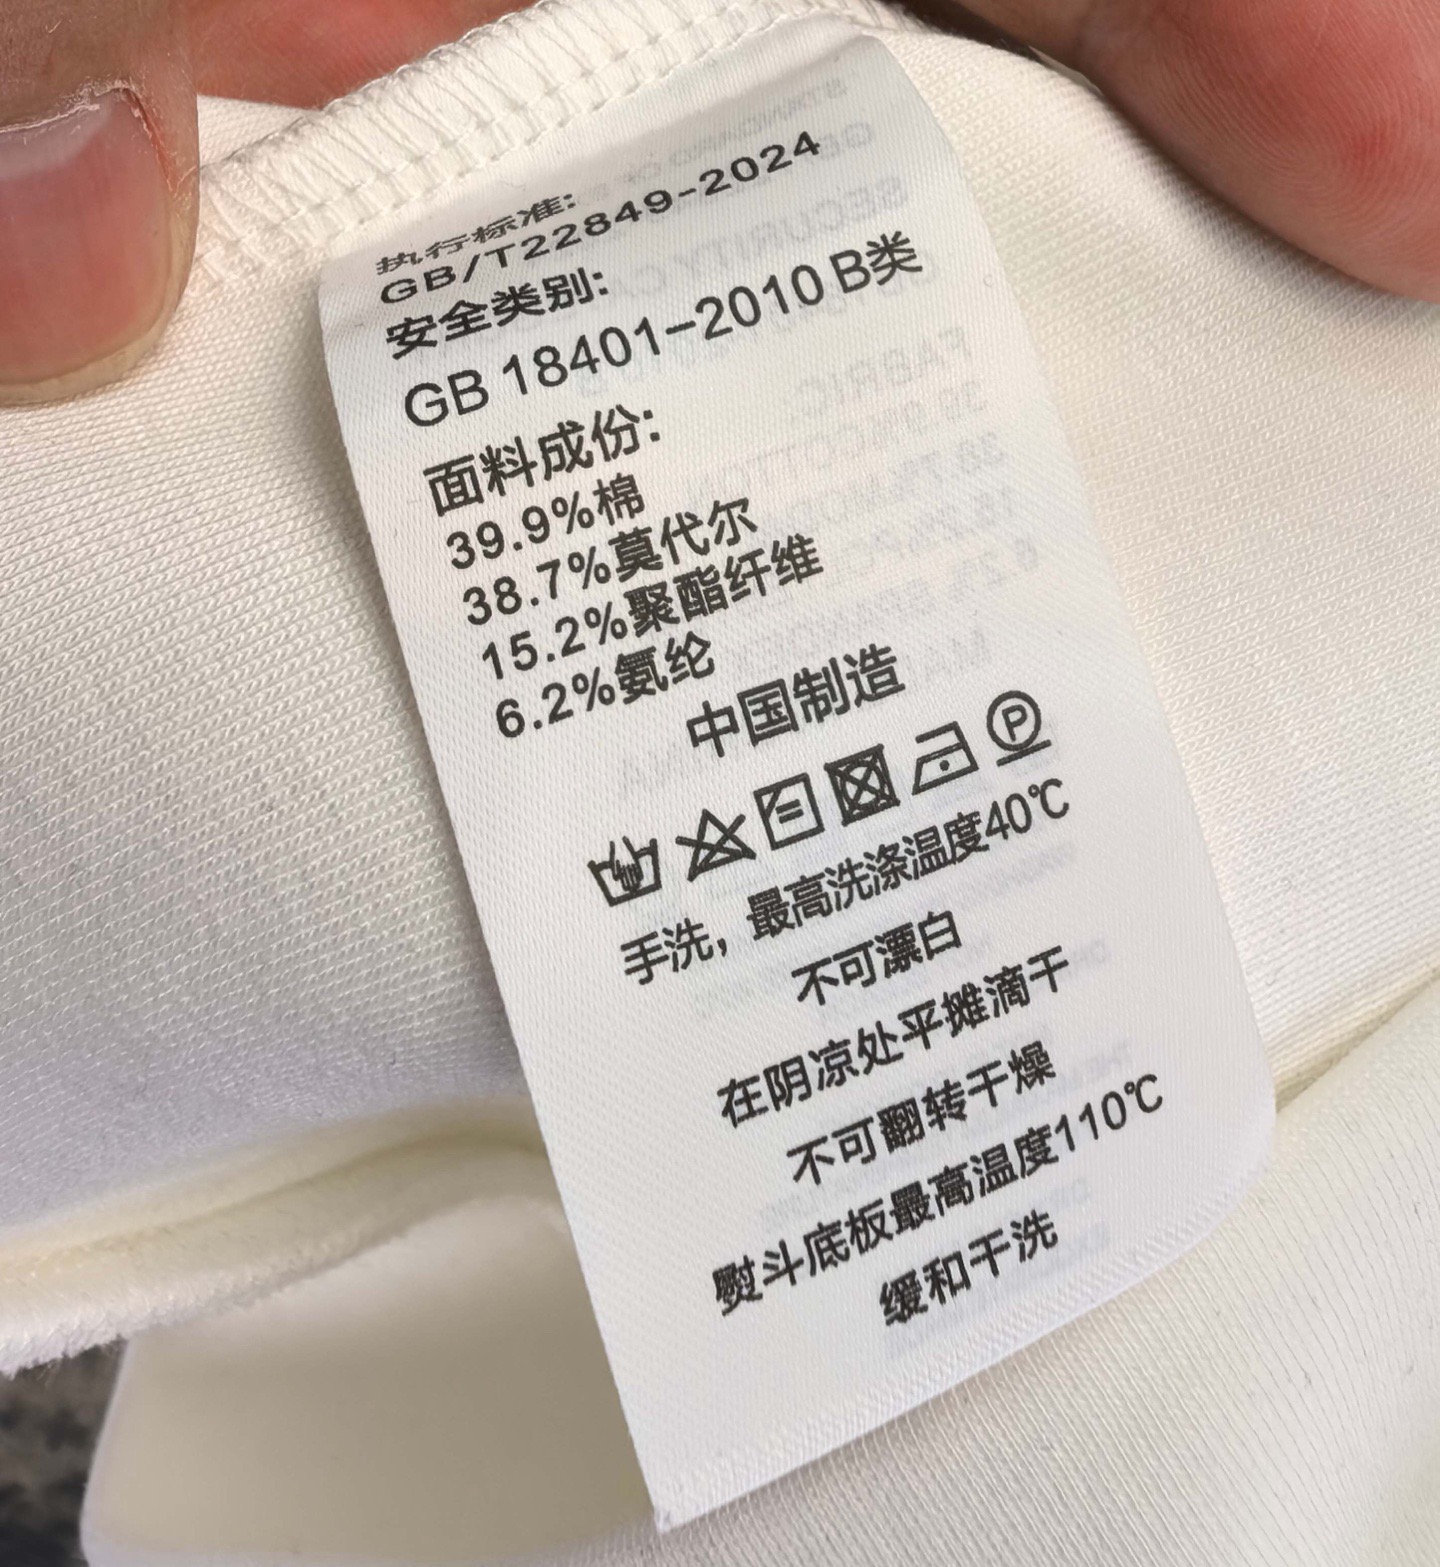 执行标准:
GB/T22849-2024
安全类别:
GB 18401-2010 B类
面料成份:
39.9%棉
38.7%莫代尔
15.2%聚酯纤维
6.2%氨纶
中国制造
P
手洗，最高洗涤温度40℃
不可漂白
在阴凉处平摊滴干
不可翻转干燥
熨斗底板最高温度110℃
缓和干洗